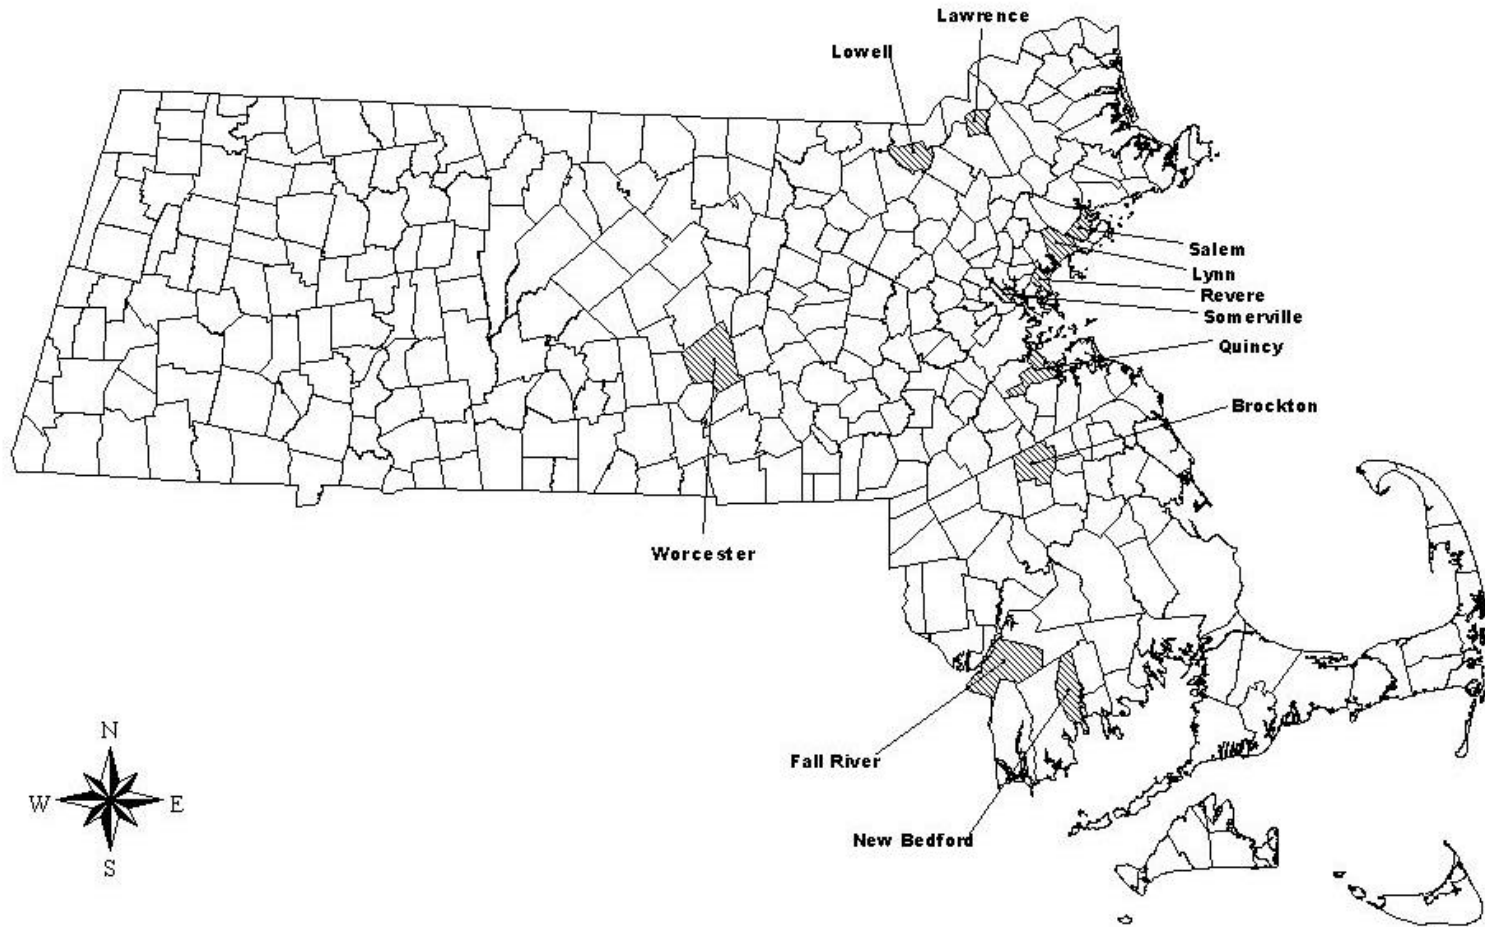 Lawrence
Lowell
Salem
Lynn
Revere
Somerville
Quincy
Brockton
Worcester
Fall River
New Bedford
N
W E
S